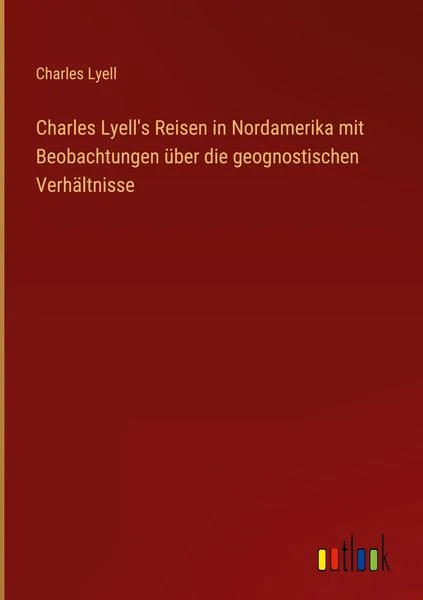 Charles Lyell
Charles Lyell's Reisen in Nordamerika mit
Beobachtungen über die geognostischen
Verhältnisse
outlook